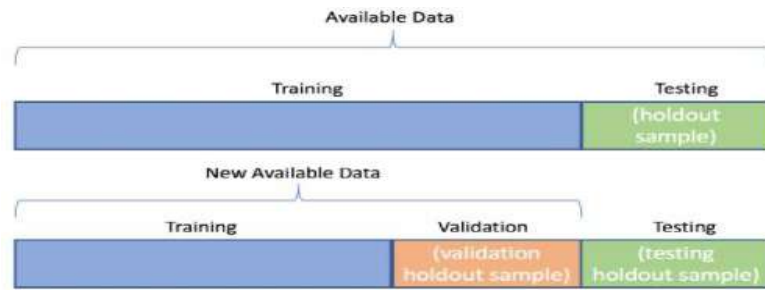 Available Data
Training Testing
(holdout
sample)
New Available Data
Training Validation Testing
(validation (testing
holdout sample) holdout sample)